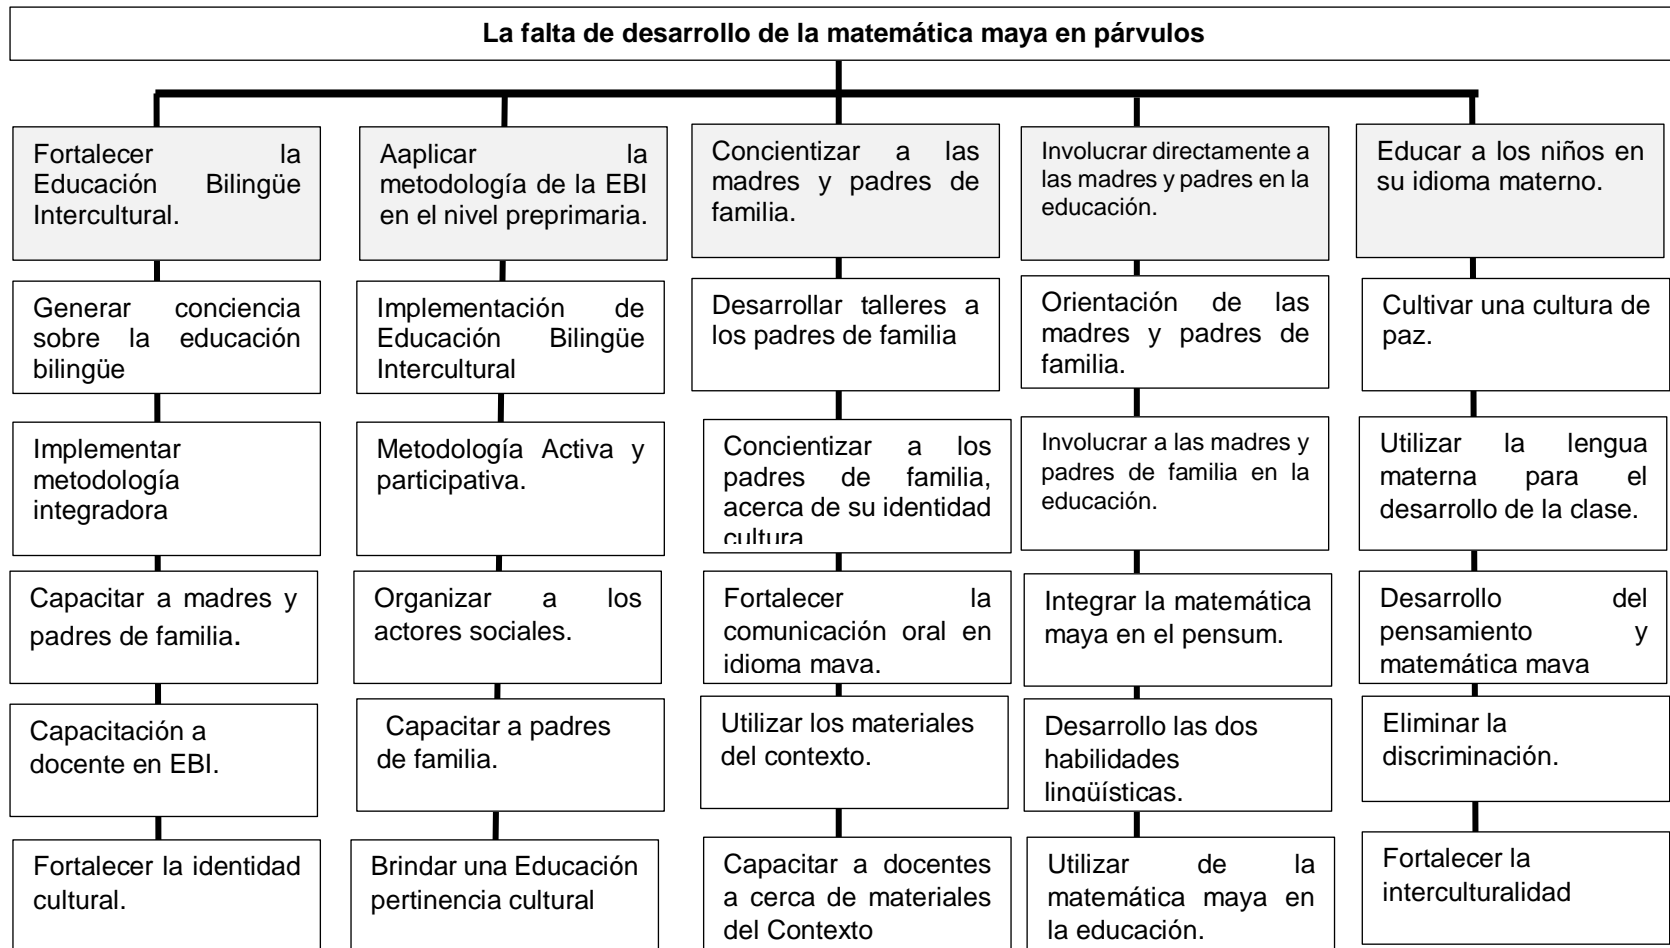 La falta de desarrollo de la matemática maya en párvulos
Fortalecer la
Educación Bilingüe
Intercultural.
Generar conciencia
sobre la educación
bilingüe
Implementar
metodología
integradora
Capacitar a madres y
padres de familia.
Capacitación a
docente en EBI.
Fortalecer la identidad
cultural.
Aaplicar la
metodología de la EBI
en el nivel preprimaria.
Implementación de
Educación Bilingüe
Intercultural
Metodología Activa y
participativa.
Organizar a los
actores sociales.
Capacitar a padres
de familia.
Brindar una Educación
pertinencia cultural
Concientizar a las
madres y padres de
familia.
Desarrollar talleres a
los padres de familia
Concientizar a los
padres de familia,
acerca de su identidad
cultura
Fortalecer la
comunicación oral en
idioma maya.
Utilizar los materiales
del contexto.
Capacitar a docentes
a cerca de materiales
del Contexto
Involucrar directamente a
las madres y padres en la
educación.
Orientación de las
madres y padres de
familia.
Involucrar a las madres y
padres de familia en la
educación.
Integrar la matemática
maya en el pensum.
Desarrollo las dos
habilidades
lingüísticas.
Utilizar de la
matemática maya en
la educación.
Educar a los niños en
su idioma materno.
Cultivar una cultura de
paz.
Utilizar la lengua
materna para el
desarrollo de la clase.
Desarrollo del
pensamiento y
matemática maya
Eliminar la
discriminación.
Fortalecer la
interculturalidad